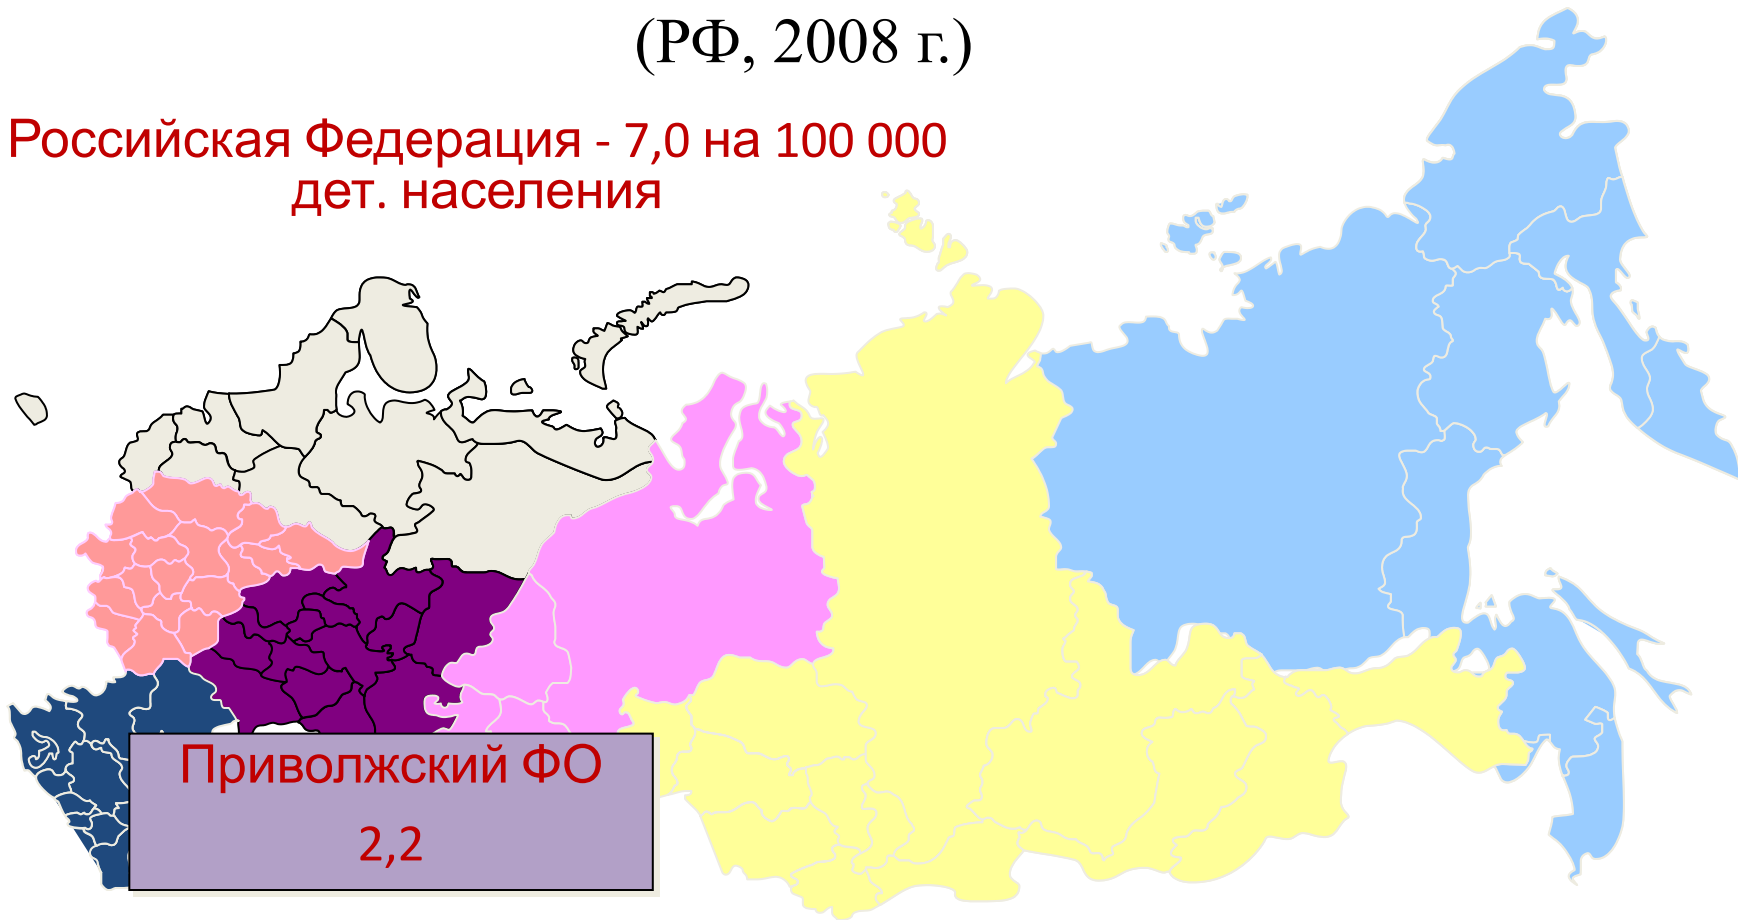 (РФ, 2008 г.)
Российская Федерация - 7,0 на 100 000
дет. населения
Приволжский ФО
2,2